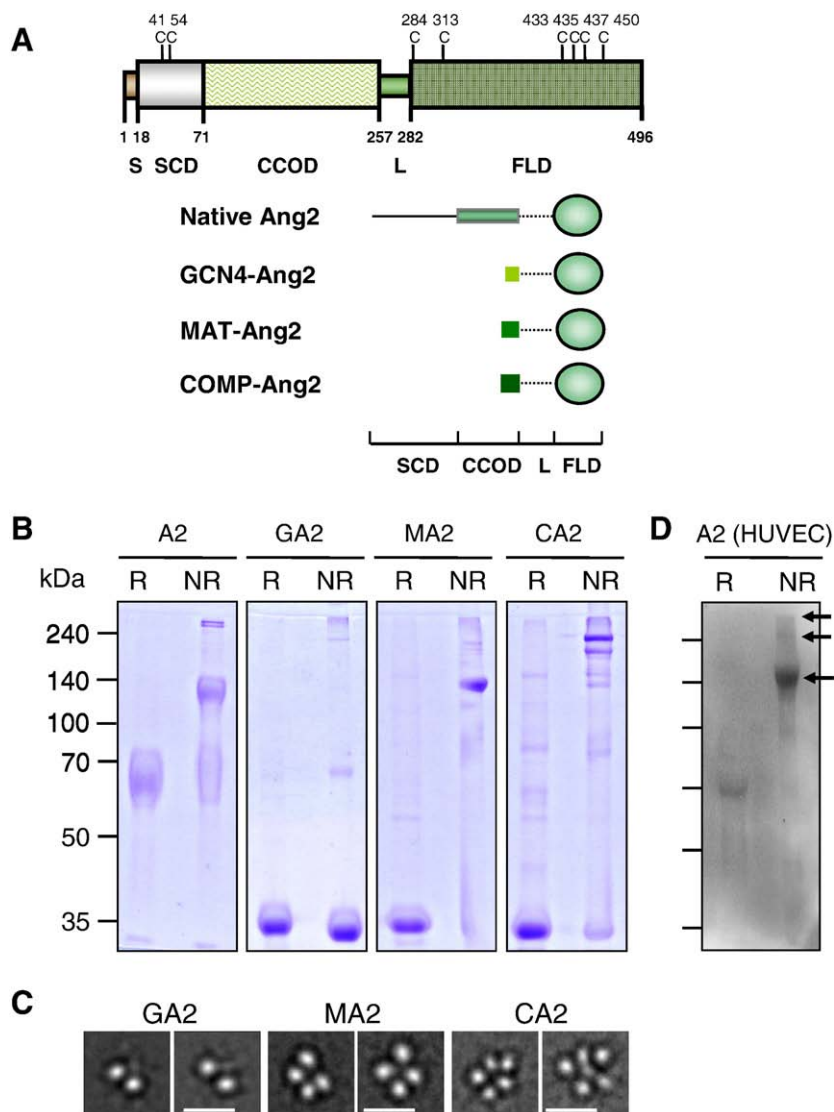 A
41 54 284 313 433 435 437 450
CC C C C C C C
1 18 71 257 282 496
S SCD CCOD L FLD
Native Ang2
GCN4-Ang2
MAT-Ang2
COMP-Ang2
SCD CCOD L FLD
B A2 GA2 MA2 CA2 D A2 (HUVEC)
kDa R NR R NR R NR R NR R NR
240
140
100
70
50
35
C GA2 MA2 CA2